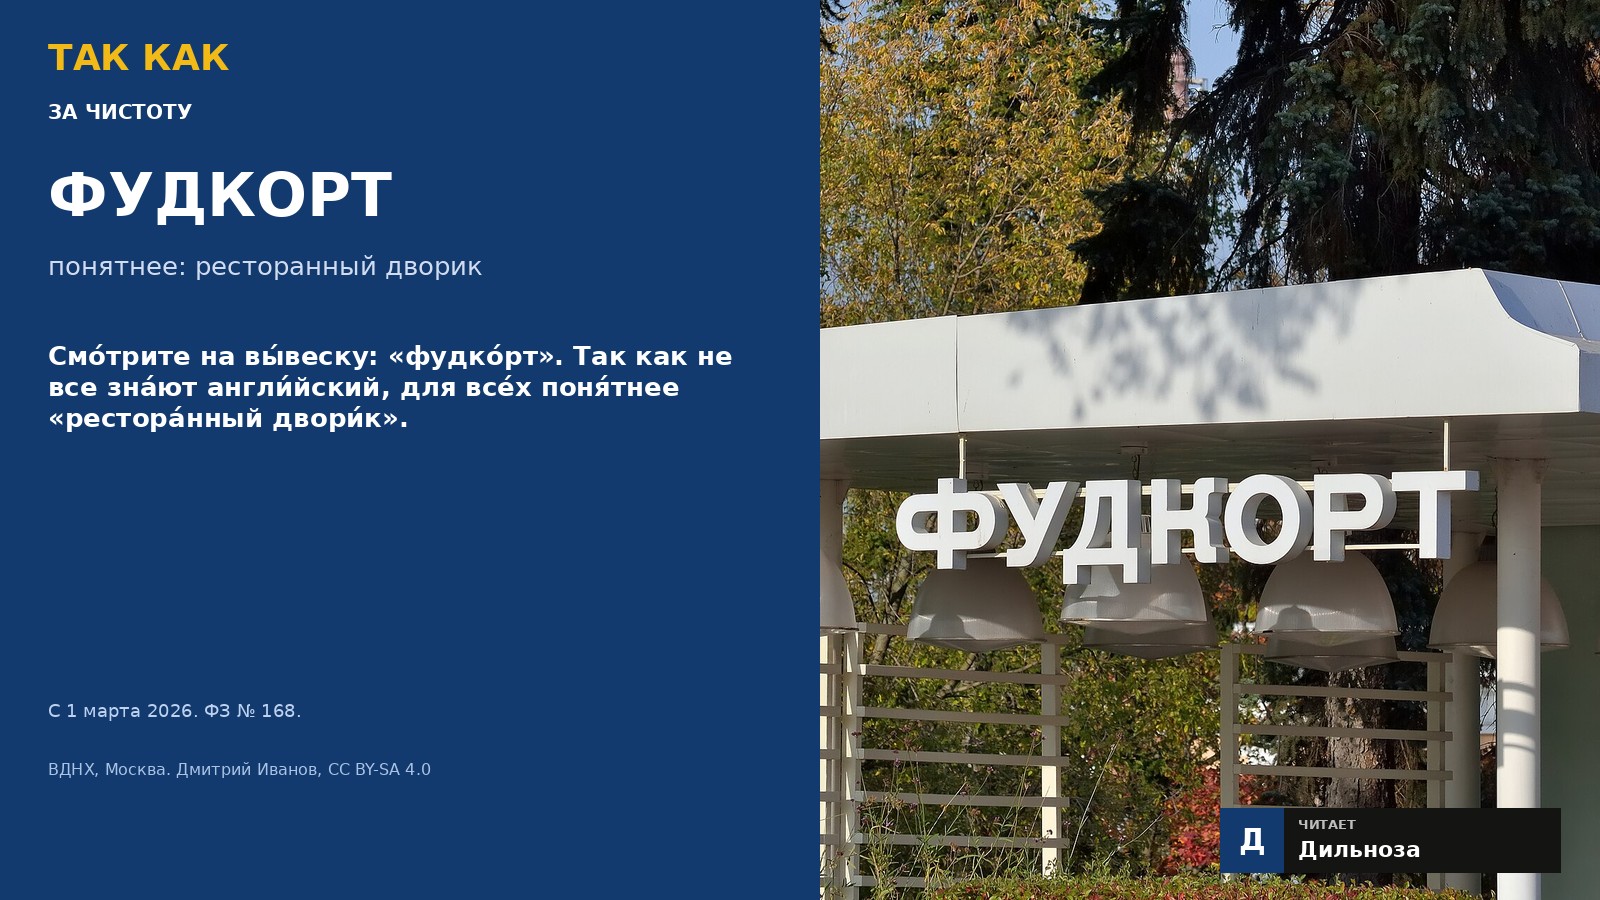 ТАК КАК
ЗА ЧИСТОТУ
ФУДКОРТ
понятнее: ресторанный дворик
Смо́трите на вы́веску: «фудко́рт». Так как не
все зна́ют англи́йский, для все́х поня́тнее
«рестора́нный двори́к».
С 1 марта 2026. ФЗ № 168.
ВДНХ, Москва. Дмитрий Иванов, CC BY-SA 4.0
ФУДКОРТ
Д
ЧИТАЕТ
Дильноза